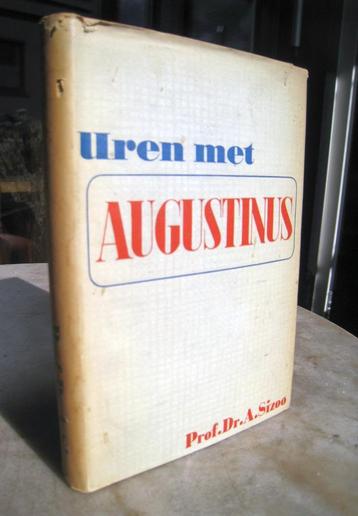 Uren met
AUGUSTINUS
Prof. Dr. A. Sizoo